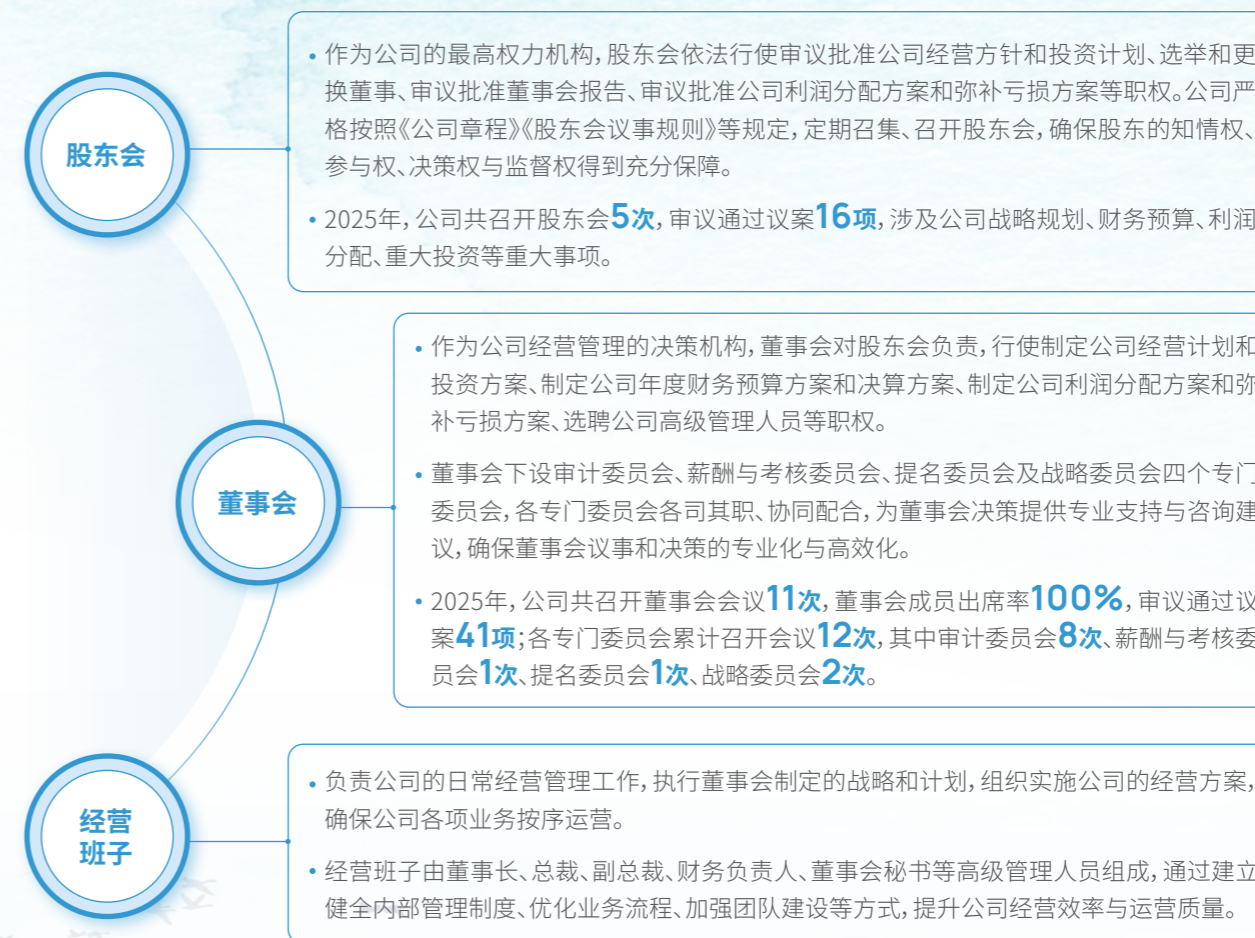 股东会
• 作为公司的最高权力机构，股东会依法行使审议批准公司经营方针和投资计划、选举和更
换董事、审议批准董事会报告、审议批准公司利润分配方案和弥补亏损方案等职权。公司严
格按照《公司章程》《股东会议事规则》等规定，定期召集、召开股东会，确保股东的知情权、
参与权、决策权与监督权得到充分保障。
• 2025年，公司共召开股东会5次，审议通过议案16项，涉及公司战略规划、财务预算、利润
分配、重大投资等重大事项。
董事会
• 作为公司经营管理的决策机构，董事会对股东会负责，行使制定公司经营计划和
投资方案、制定公司年度财务预算方案和决算方案、制定公司利润分配方案和弥
补亏损方案、选聘公司高级管理人员等职权。
• 董事会下设审计委员会、薪酬与考核委员会、提名委员会及战略委员会四个专门
委员会，各专门委员会各司其职、协同配合，为董事会决策提供专业支持与咨询建
议，确保董事会议事和决策的专业化与高效化。
• 2025年，公司共召开董事会会议11次，董事会成员出席率100%，审议通过议
案41项；各专门委员会累计召开会议12次，其中审计委员会8次、薪酬与考核委
员会1次、提名委员会1次、战略委员会2次。
经营
班子
• 负责公司的日常经营管理工作，执行董事会制定的战略和计划，组织实施公司的经营方案，
确保公司各项业务按序运营。
• 经营班子由董事长、总裁、副总裁、财务负责人、董事会秘书等高级管理人员组成，通过建立
健全内部管理制度、优化业务流程、加强团队建设等方式，提升公司经营效率与运营质量。